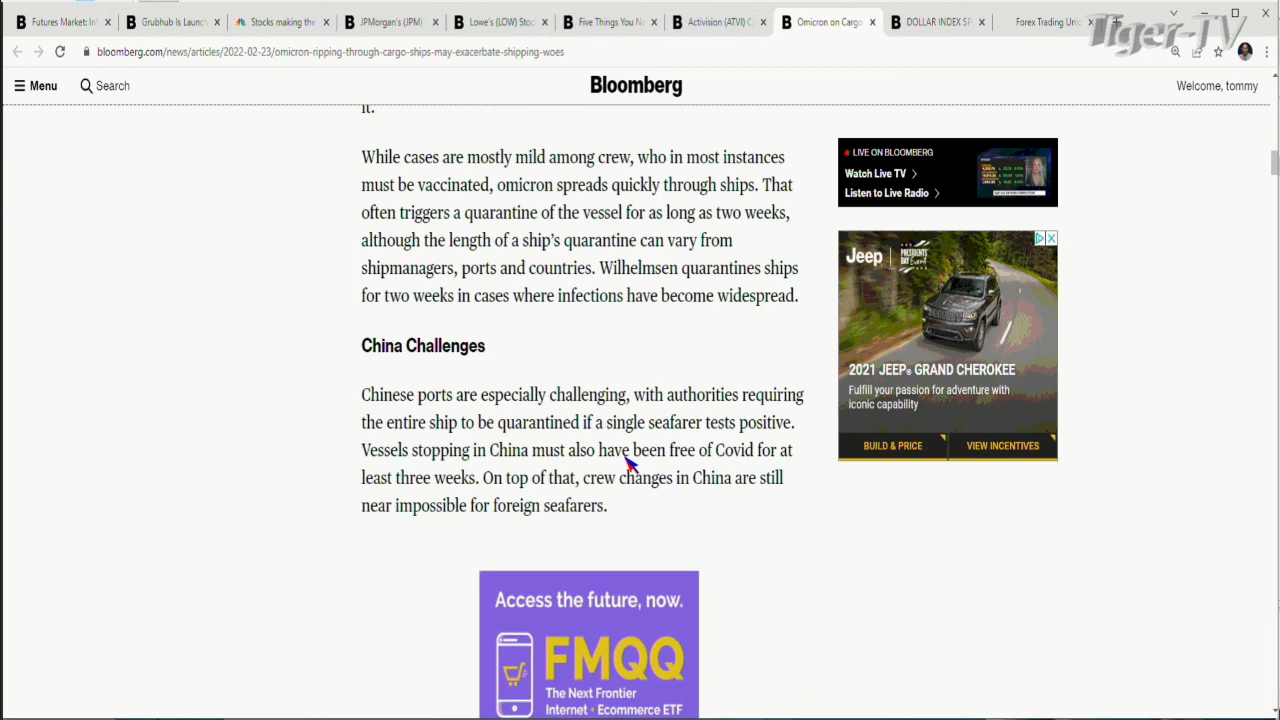 Futures Market: Inf
Grubhub Is Launch
Stocks making the
JPMorgan's (JPM)
Lowe's (LOW) Stoc
Five Things You Ne
Activision (ATVI) C
Omicron on Cargo
DOLLAR INDEX SP
Forex Trading Unio
Tiger-TV
bloomberg.com/news/articles/2022-02-23/omicron-ripping-through-cargo-ships-may-exacerbate-shipping-woes
Menu
Search
Bloomberg
Welcome, tommy
it.
While cases are mostly mild among crew, who in most instances
must be vaccinated, omicron spreads quickly through ships. That
often triggers a quarantine of the vessel for as long as two weeks,
although the length of a ship's quarantine can vary from
shipmanagers, ports and countries. Wilhelmsen quarantines ships
for two weeks in cases where infections have become widespread.
China Challenges
Chinese ports are especially challenging, with authorities requiring
the entire ship to be quarantined if a single seafarer tests positive.
Vessels stopping in China must also have been free of Covid for at
least three weeks. On top of that, crew changes in China are still
near impossible for foreign seafarers.
LIVE ON BLOOMBERG
Watch Live TV
Listen to Live Radio
Jeep
PRESIDENTS
DAY Event
2021 JEEP® GRAND CHEROKEE
Fulfill your passion for adventure with
iconic capability
BUILD & PRICE
VIEW INCENTIVES
Access the future, now.
FMQQ
The Next Frontier
Internet + Ecommerce ETF